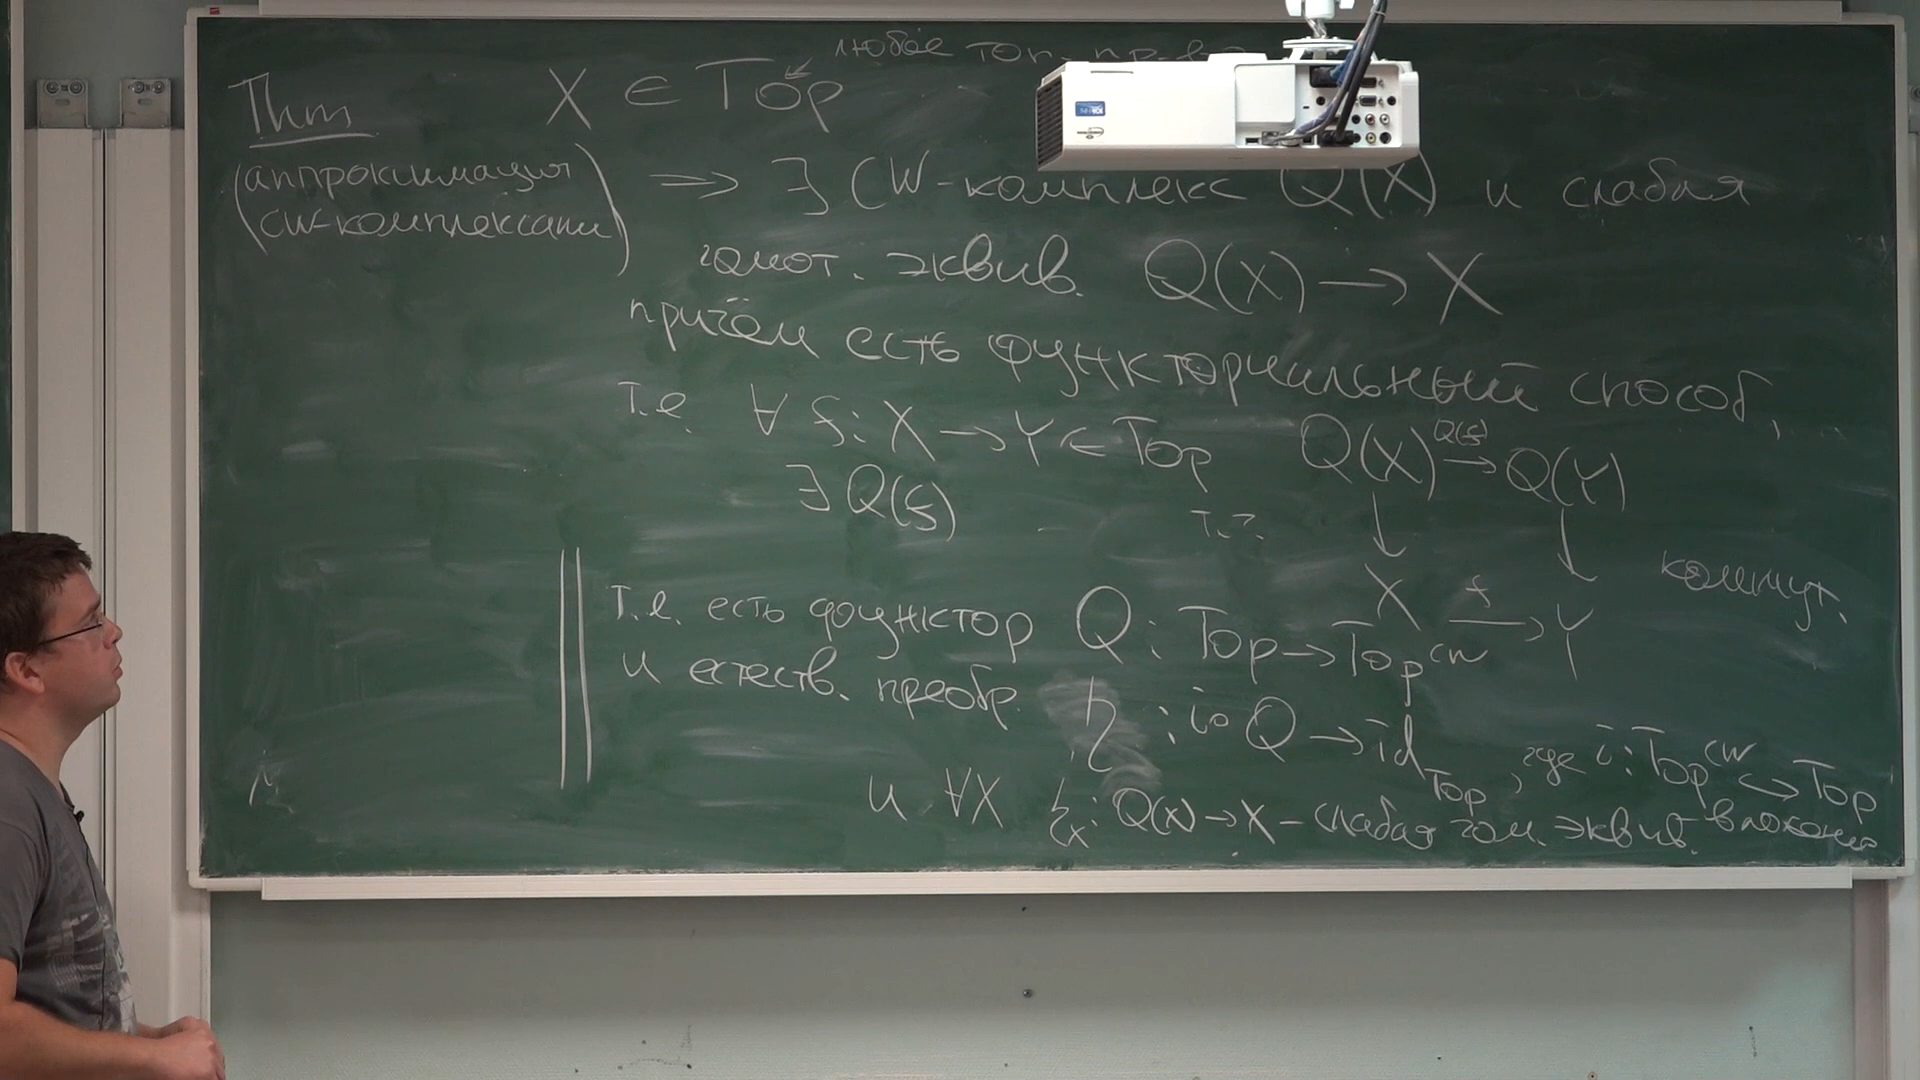 любое топ. пр-во
Thm X ∈ Top
(аппроксимация CW-комплексами) ⟹ ∃ CW-комплекс Q(X) и слабая
гомот. эквив. Q(X) → X
причём есть функториальный способ,
т.е. ∀ f: X → Y ∈ Top Q(X) →^{Q(f)} Q(Y)
∃ Q(f) т.ч. ↓ ↓ коммут.
X →^{f} Y
т.е. есть функтор Q: Top → Top^{CW}
и естеств. преобр. η : i∘Q → id_{Top}, где i: Top^{CW} ↪ Top
и ∀X η_X: Q(X) → X – слабая гом. эквив. вложение